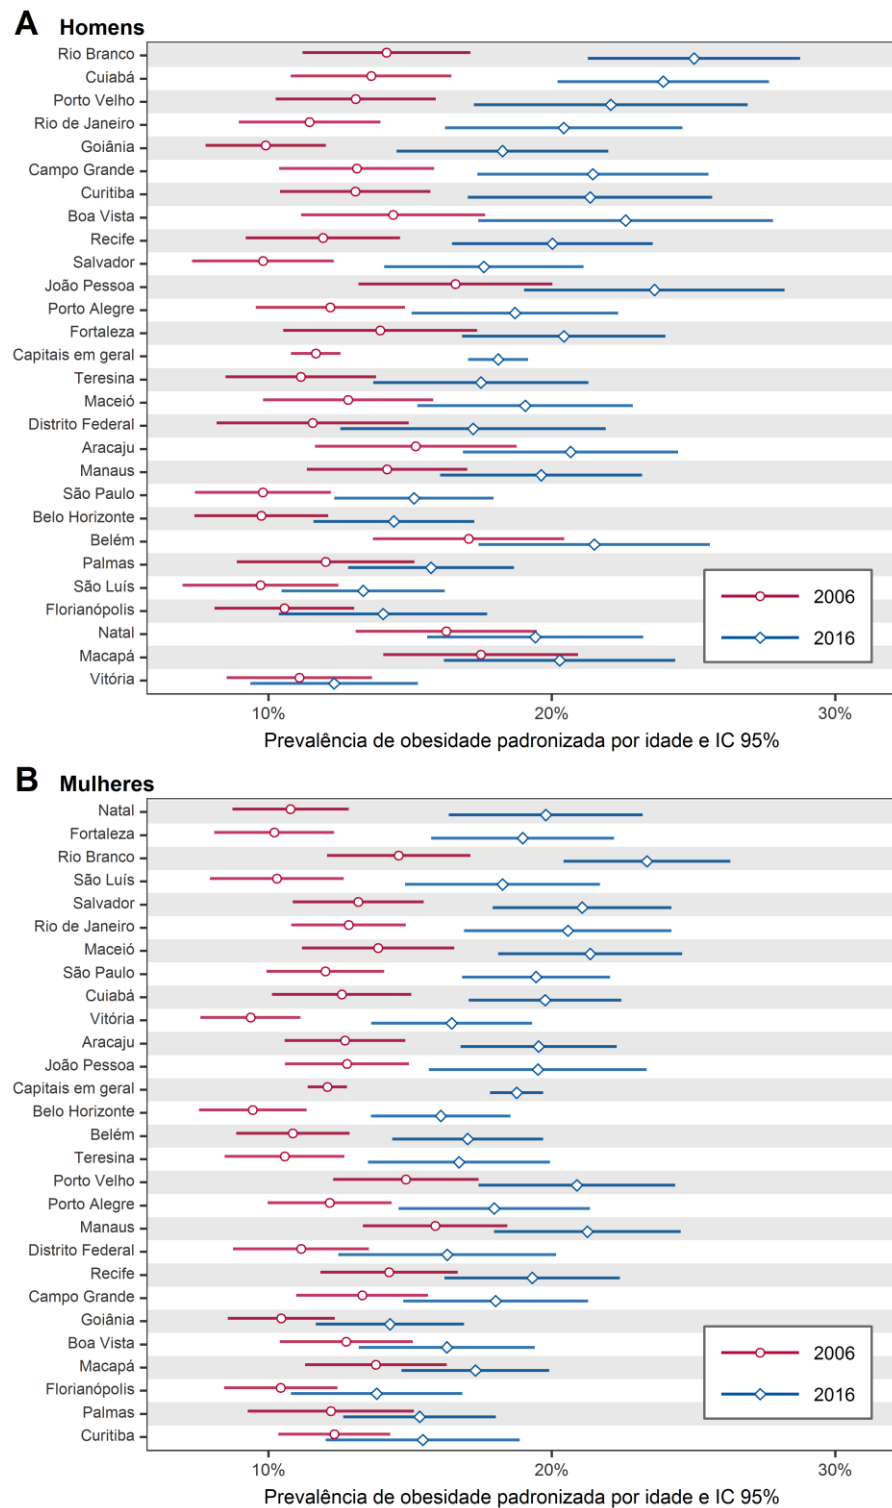 A Homens
Rio Branco
Cuiabá
Porto Velho
Rio de Janeiro
Goiânia
Campo Grande
Curitiba
Boa Vista
Recife
Salvador
João Pessoa
Porto Alegre
Fortaleza
Capitais em geral
Teresina
Maceió
Distrito Federal
Aracaju
Manaus
São Paulo
Belo Horizonte
Belém
Palmas
São Luís
Florianópolis
Natal
Macapá
Vitória
2006
2016
10% 20% 30%
Prevalência de obesidade padronizada por idade e IC 95%
B Mulheres
Natal
Fortaleza
Rio Branco
São Luís
Salvador
Rio de Janeiro
Maceió
São Paulo
Cuiabá
Vitória
Aracaju
João Pessoa
Capitais em geral
Belo Horizonte
Belém
Teresina
Porto Velho
Porto Alegre
Manaus
Distrito Federal
Recife
Campo Grande
Goiânia
Boa Vista
Macapá
Florianópolis
Palmas
Curitiba
2006
2016
10% 20% 30%
Prevalência de obesidade padronizada por idade e IC 95%